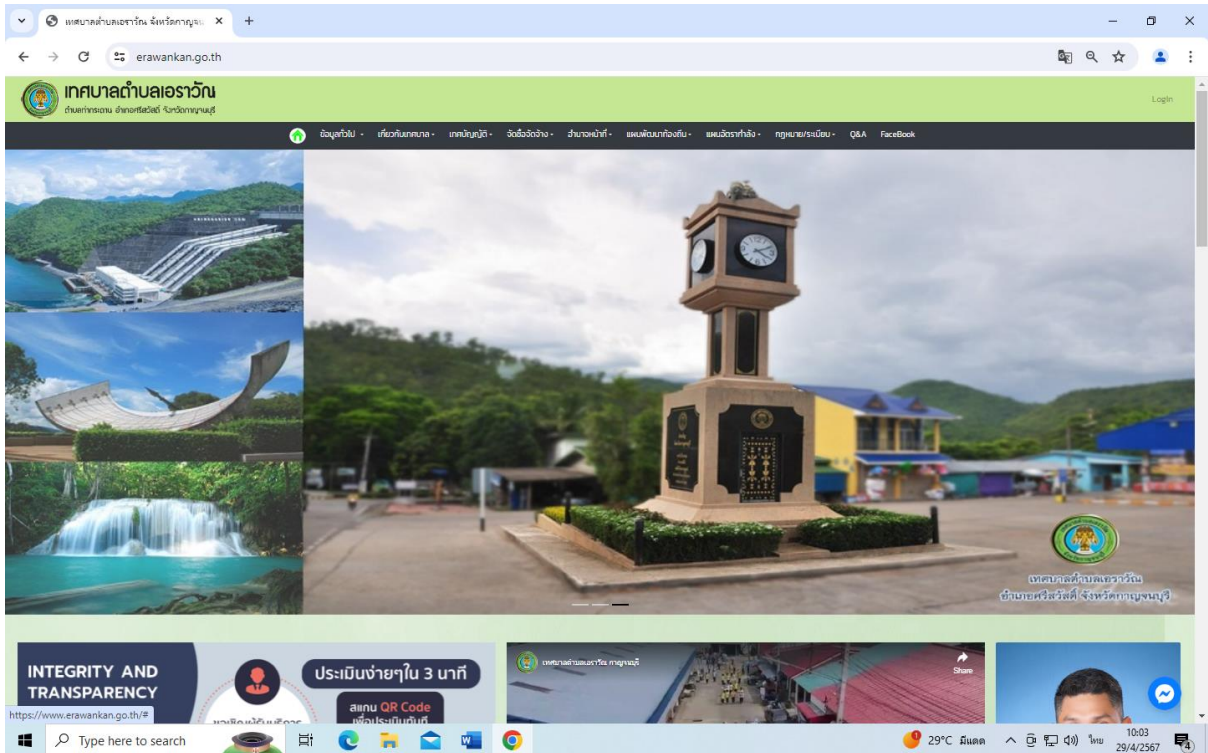 เทศบาลตำบลเอราวัณ จังหวัดกาญจน
erawankan.go.th
เทศบาลตำบลเอราวัณ
ตำบลท่ากระดาน อำเภอศรีสวัสดิ์ จังหวัดกาญจนบุรี
Login
ข้อมูลทั่วไป เกี่ยวกับเทศบาล เทศบัญญัติ จัดซื้อจัดจ้าง อำนาจหน้าที่ แผนพัฒนาท้องถิ่น แผนอัตรากำลัง กฎหมาย/ระเบียบ Q&A FaceBook
เทศบาลตำบลเอราวัณ
อำเภอศรีสวัสดิ์ จังหวัดกาญจนบุรี
INTEGRITY AND
TRANSPARENCY
ประเมินง่ายๆใน 3 นาที
สแกน QR Code
เพื่อประเมินทันที
เทศบาลตำบลเอราวัณ กาญจนบุรี
Share
https://www.erawankan.go.th/#
Type here to search
29°C มีแดด
ไทย
10:03
29/4/2567